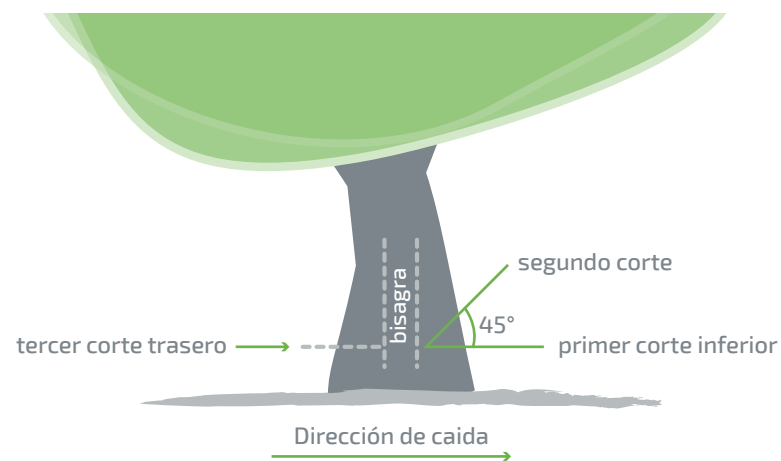 segundo corte
bisagra
45°
tercer corte trasero
primer corte inferior
Dirección de caida